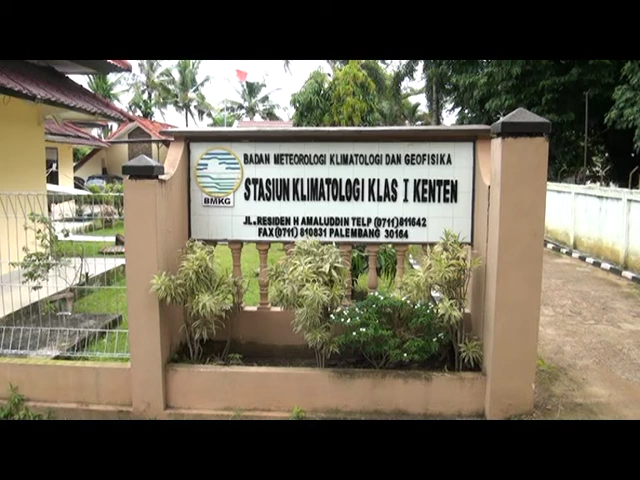 BADAN METEOROLOGI KLIMATOLOGI DAN GEOFISIKA
STASIUN KLIMATOLOGI KLAS I KENTEN
BMKG
JL.RESIDEN H AMALUDDIN TELP (0711)811642
FAX(0711) 810831 PALEMBANG 30164